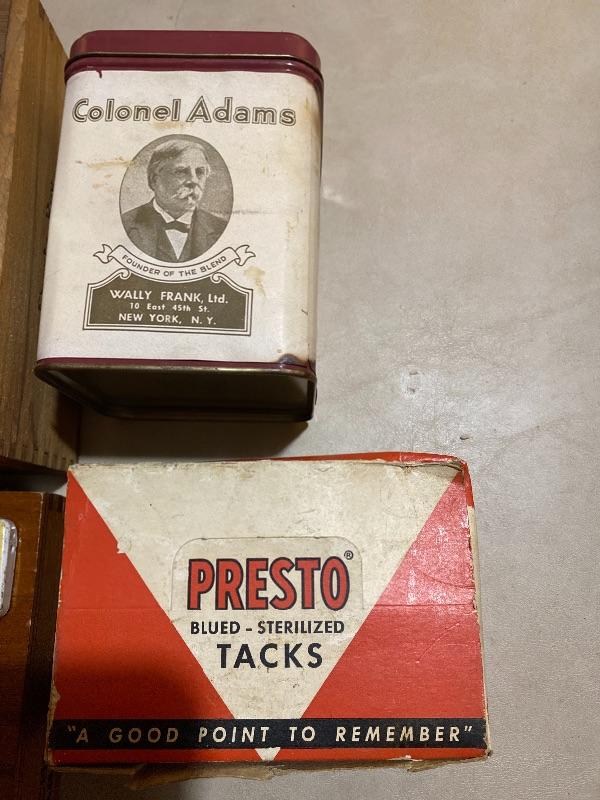 Colonel Adams
FOUNDER OF THE BLEND
WALLY FRANK, Ltd.
10 East 45th St.
NEW YORK, N. Y.
PRESTO®
BLUED - STERILIZED
TACKS
"A GOOD POINT TO REMEMBER"